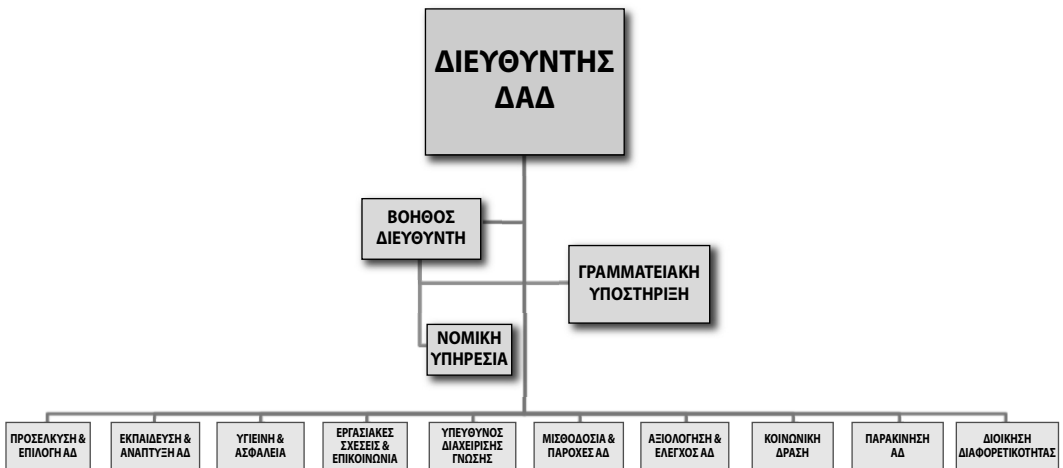 ΔΙΕΥΘΥΝΤΗΣ
ΔΑΔ
ΒΟΗΘΟΣ
ΔΙΕΥΘΥΝΤΗ
ΓΡΑΜΜΑΤΕΙΑΚΗ
ΥΠΟΣΤΗΡΙΞΗ
ΝΟΜΙΚΗ
ΥΠΗΡΕΣΙΑ
ΠΡΟΣΕΛΚΥΣΗ &
ΕΠΙΛΟΓΗ ΑΔ
ΕΚΠΑΙΔΕΥΣΗ &
ΑΝΑΠΤΥΞΗ ΑΔ
ΥΓΙΕΙΝΗ &
ΑΣΦΑΛΕΙΑ
ΕΡΓΑΣΙΑΚΕΣ
ΣΧΕΣΕΙΣ &
ΕΠΙΚΟΙΝΩΝΙΑ
ΥΠΕΥΘΥΝΟΣ
ΔΙΑΧΕΙΡΙΣΗΣ
ΓΝΩΣΗΣ
ΜΙΣΘΟΔΟΣΙΑ &
ΠΑΡΟΧΕΣ ΑΔ
ΑΞΙΟΛΟΓΗΣΗ &
ΕΛΕΓΧΟΣ ΑΔ
ΚΟΙΝΩΝΙΚΗ
ΔΡΑΣΗ
ΠΑΡΑΚΙΝΗΣΗ
ΑΔ
ΔΙΟΙΚΗΣΗ
ΔΙΑΦΟΡΕΤΙΚΟΤΗΤΑΣ